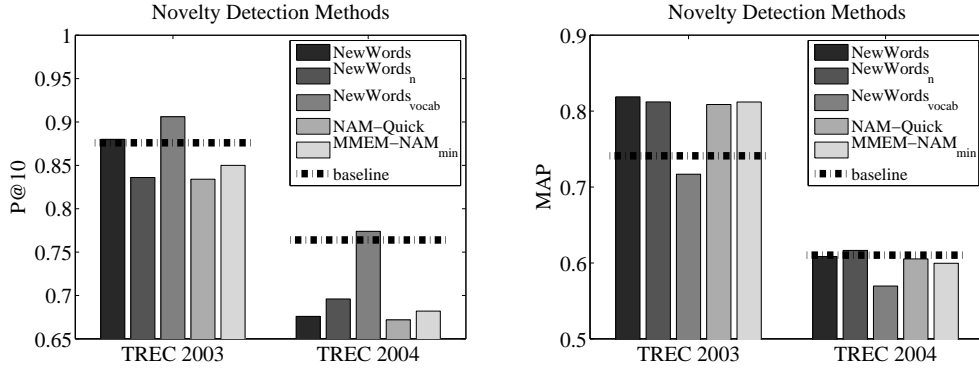 Novelty Detection Methods
1
0.95
0.9
0.85
0.8
0.75
0.7
0.65
P@10
TREC 2003
TREC 2004
NewWords
NewWords_n
NewWords_vocab
NAM-Quick
MMEM-NAM_min
baseline
Novelty Detection Methods
0.9
0.8
0.7
0.6
0.5
MAP
TREC 2003
TREC 2004
NewWords
NewWords_n
NewWords_vocab
NAM-Quick
MMEM-NAM_min
baseline